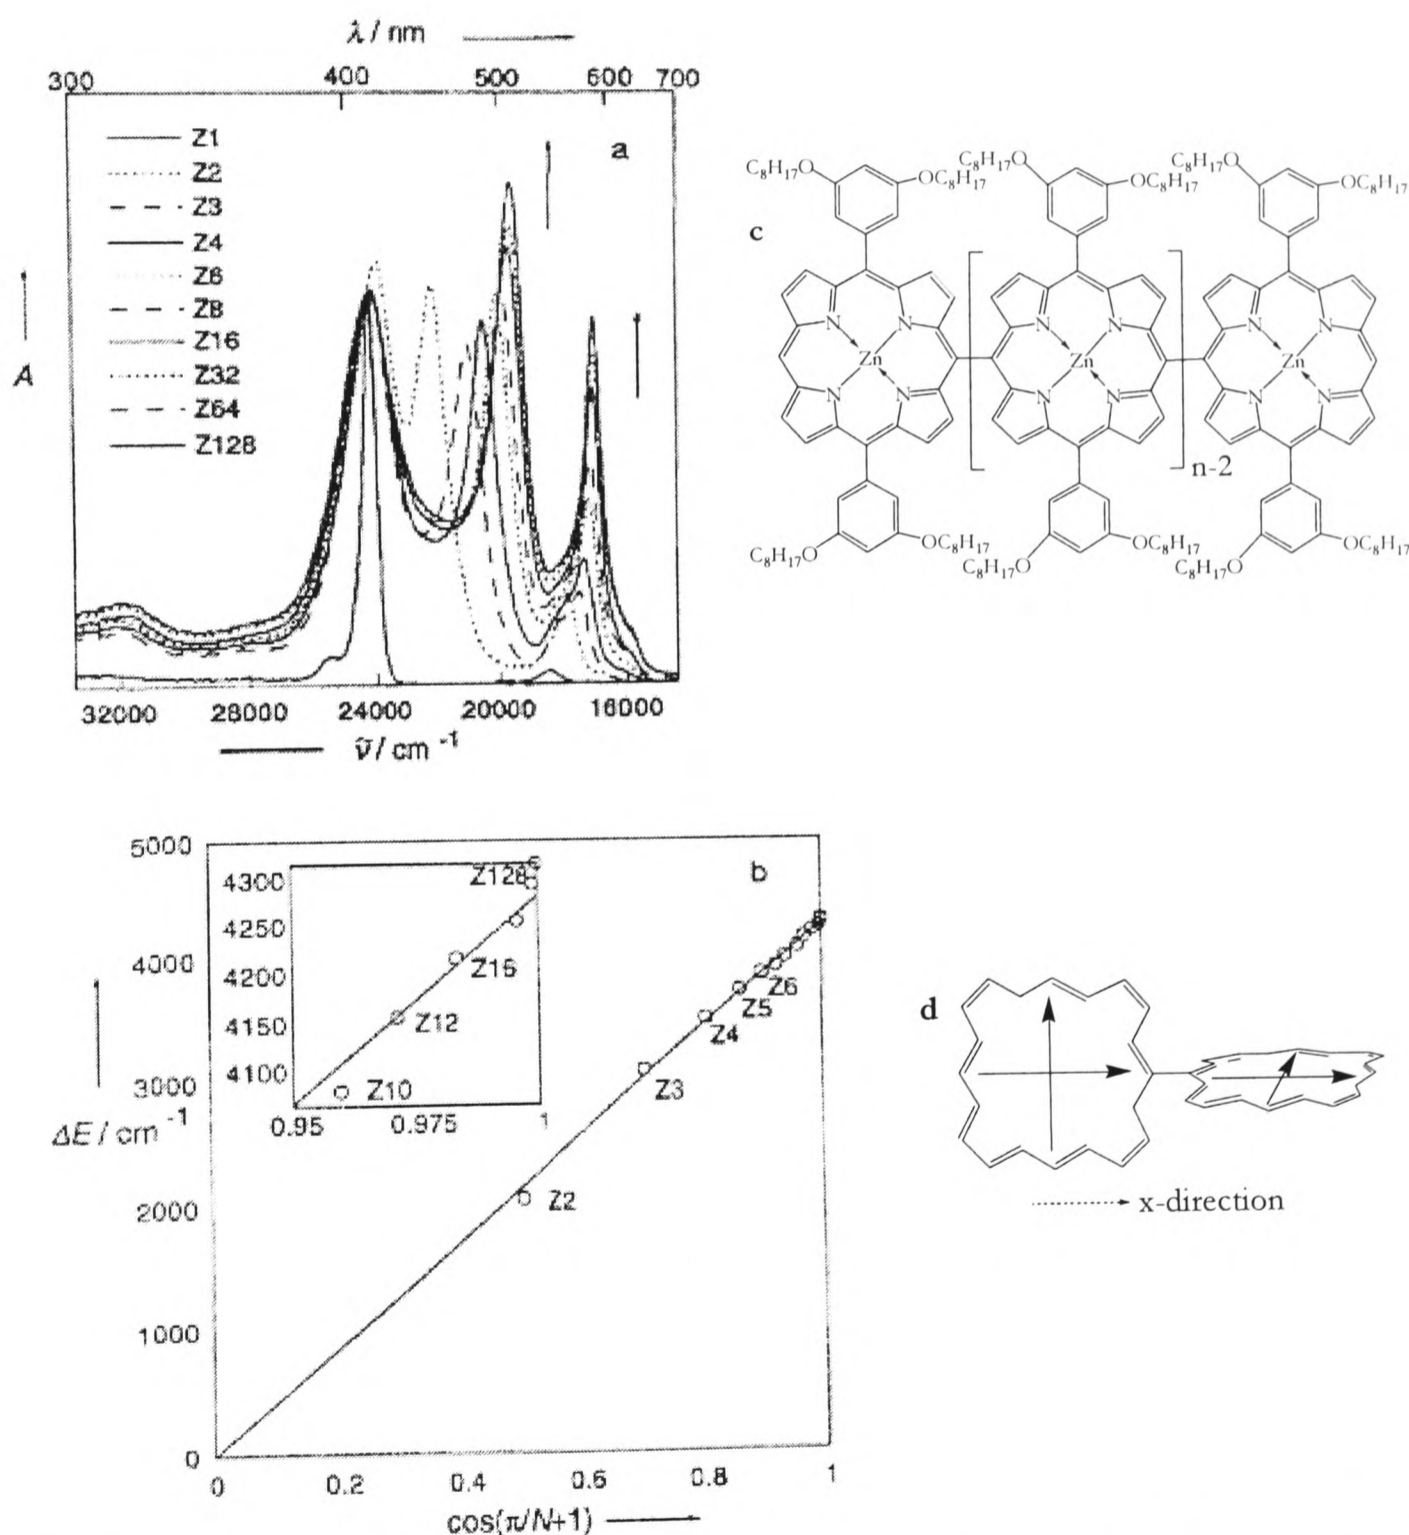 λ / nm
300 400 500 600 700
a
Z1
Z2
Z3
Z4
Z6
Z8
Z16
Z32
Z64
Z128
A
32000 28000 24000 20000 16000
ν̃ / cm⁻¹
c
C₈H₁₇O OC₈H₁₇ C₈H₁₇O OC₈H₁₇ C₈H₁₇O OC₈H₁₇
N N N N N N
Zn Zn Zn
N N N N N N
n-2
C₈H₁₇O OC₈H₁₇ C₈H₁₇O OC₈H₁₇ C₈H₁₇O OC₈H₁₇
b
5000
4000
3000
2000
1000
0
ΔE / cm⁻¹
4300
4250
4200
4150
4100
0.95 0.975 1
Z128
Z16
Z12
Z10
Z6
Z5
Z4
Z3
Z2
0 0.2 0.4 0.6 0.8 1
cos(π/N+1)
d
x-direction